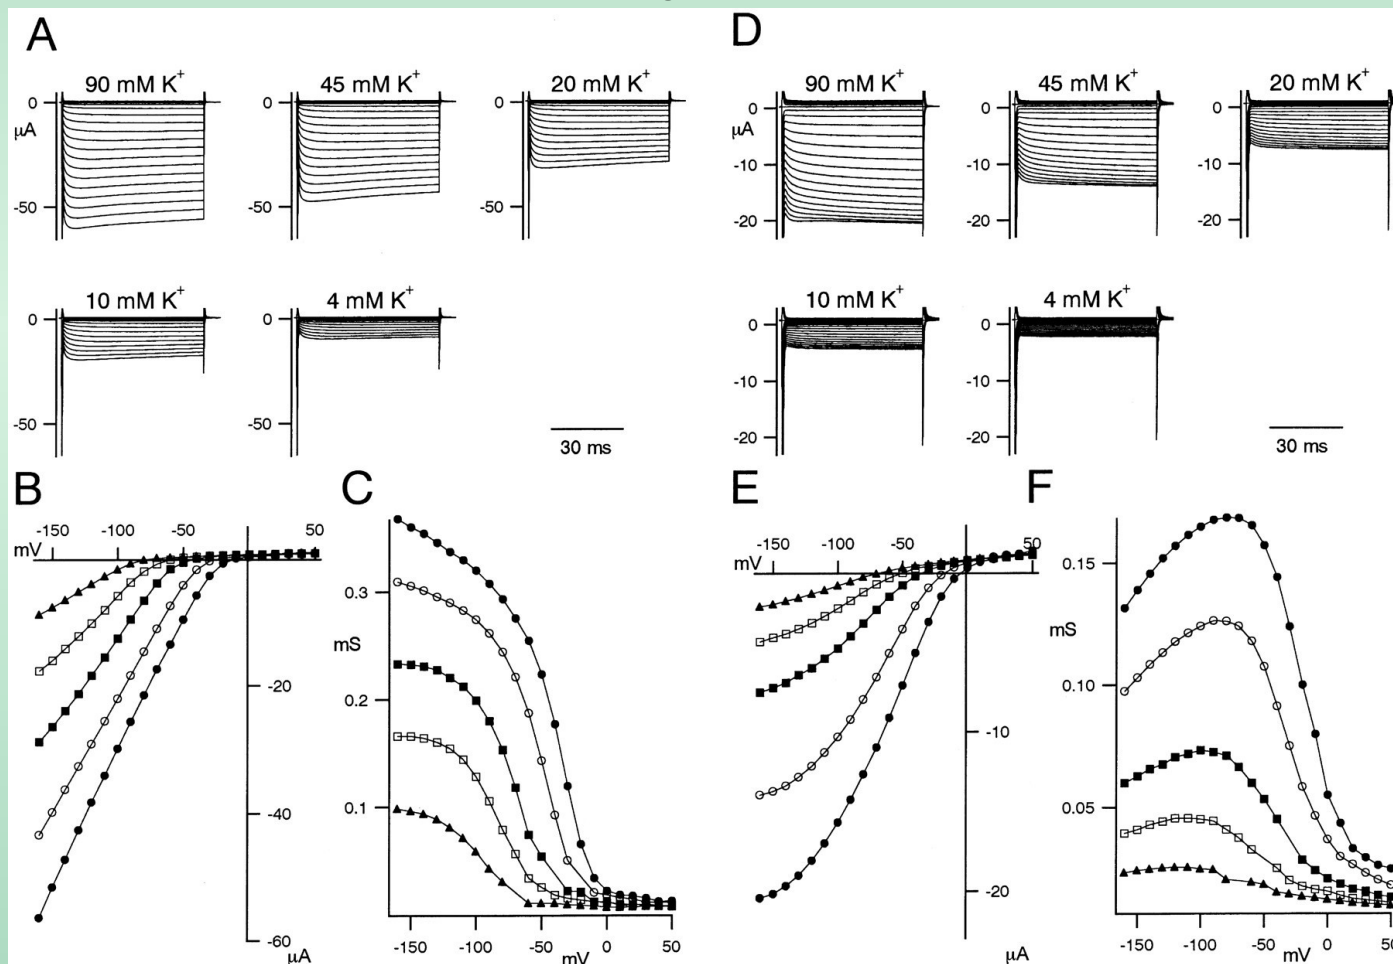 A
90 mM K+
45 mM K+
20 mM K+
0
μA
-50
0
-50
0
-50
10 mM K+
4 mM K+
0
-50
0
-50
30 ms
D
90 mM K+
45 mM K+
20 mM K+
0
μA
-10
-20
0
-10
-20
0
-10
-20
10 mM K+
4 mM K+
0
-10
-20
0
-10
-20
30 ms
B
-150 -100 -50 50
mV
-20
-40
-60
μA
C
0.3
mS
0.2
0.1
-150 -100 -50 0 50
mV
E
-150 -100 -50 50
mV
-10
-20
μA
F
0.15
mS
0.10
0.05
-150 -100 -50 0 50
mV